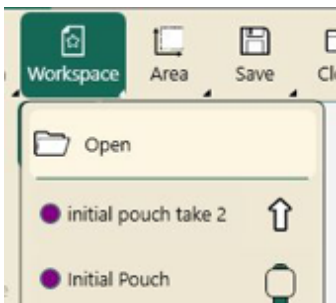 Workspace Area Save
Open
initial pouch take 2
Initial Pouch